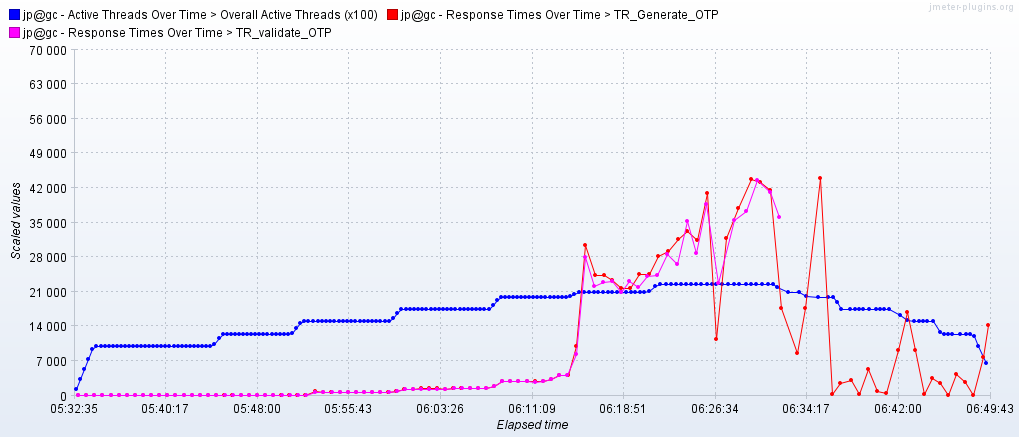 jp@gc - Active Threads Over Time > Overall Active Threads (x100) jp@gc - Response Times Over Time > TR_Generate_OTP
jmeter-plugins.org
jp@gc - Response Times Over Time > TR_validate_OTP
70 000
63 000
56 000
49 000
42 000
35 000
28 000
21 000
14 000
7 000
0
Scaled values
05:32:35 05:40:17 05:48:00 05:55:43 06:03:26 06:11:09 06:18:51 06:26:34 06:34:17 06:42:00 06:49:43
Elapsed time